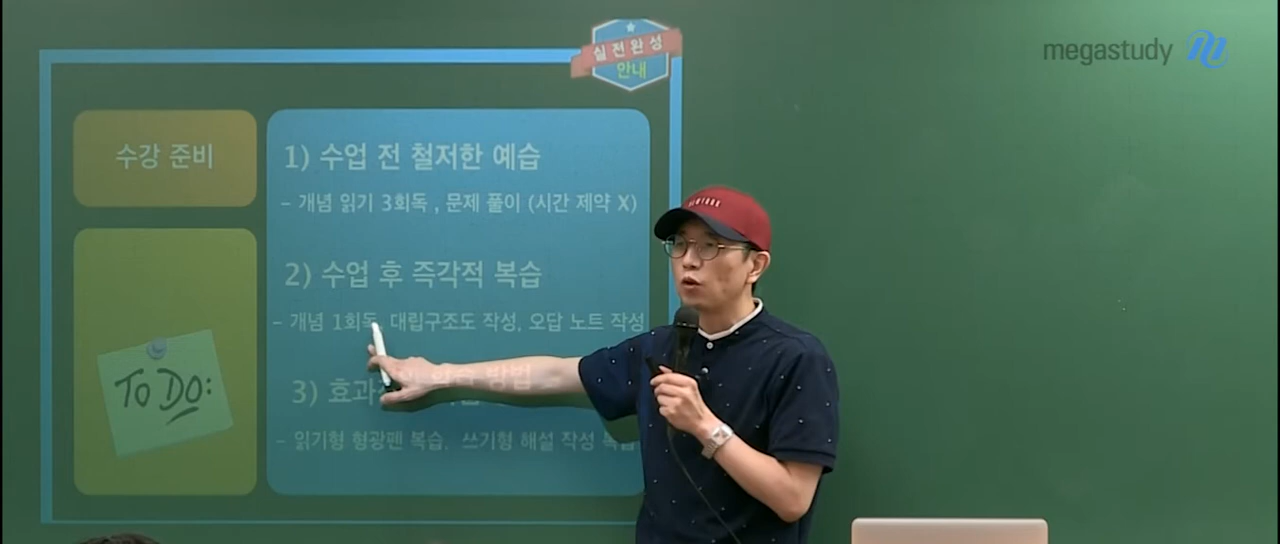 실전완성
안내
megastudy
수강 준비
1) 수업 전 철저한 예습
- 개념 읽기 3회독 , 문제 풀이 (시간 제약 X)
2) 수업 후 즉각적 복습
- 개념 1회독, 대립구조도 작성, 오답 노트 작성
TO DO:
3) 효과 방법
- 읽기형 형광펜 복습, 쓰기형 해설 작성 복습